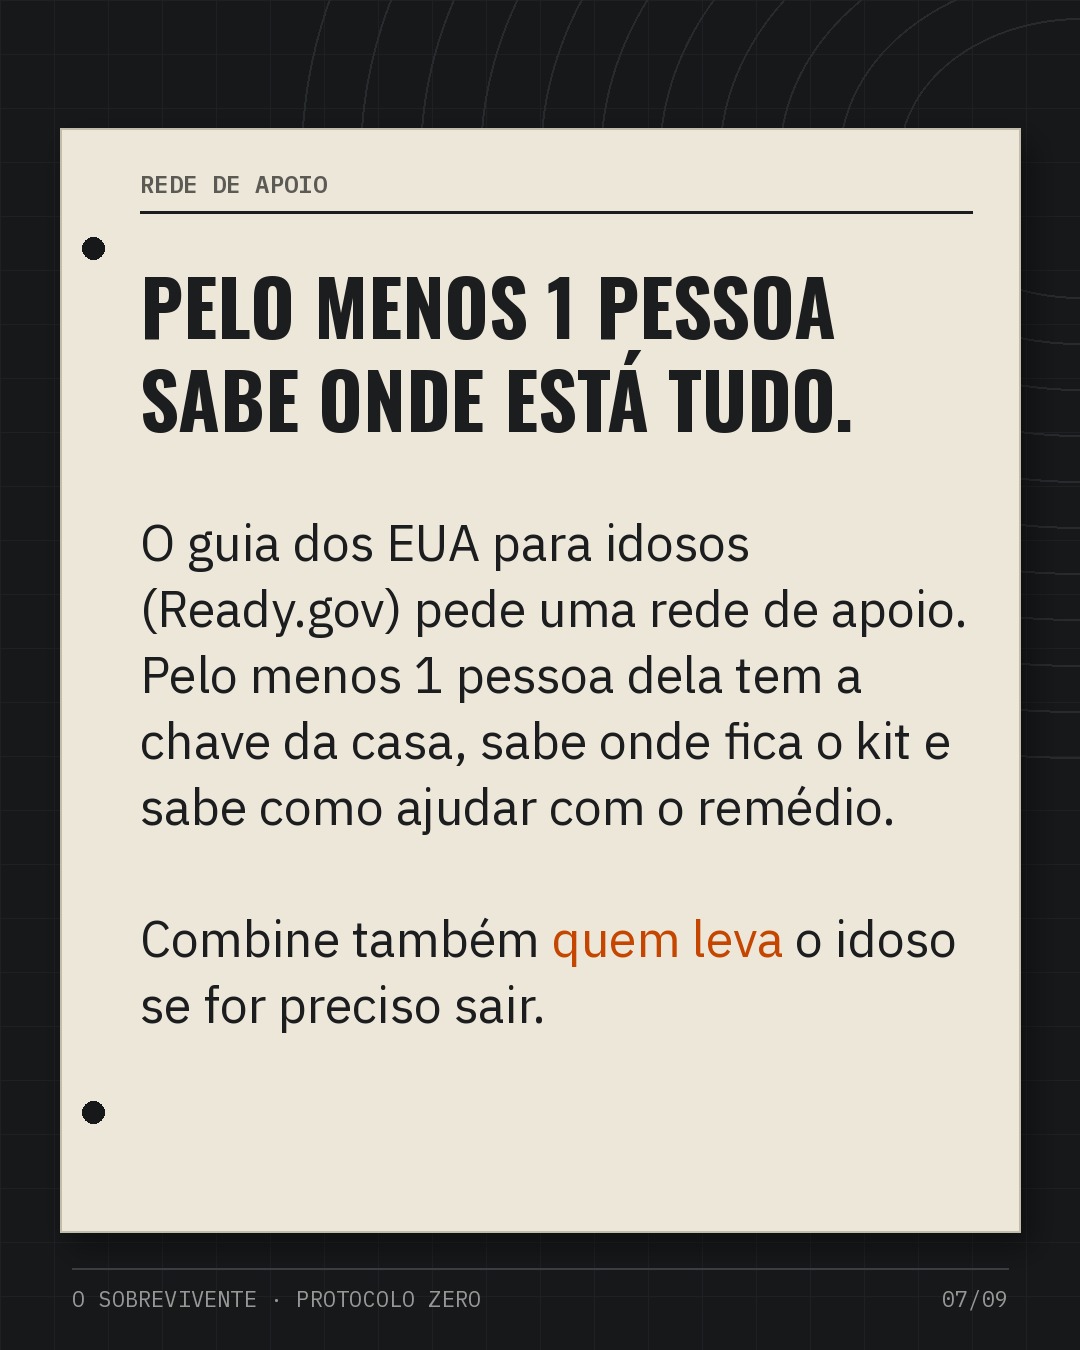 REDE DE APOIO
PELO MENOS 1 PESSOA
SABE ONDE ESTÁ TUDO.
O guia dos EUA para idosos
(Ready.gov) pede uma rede de apoio.
Pelo menos 1 pessoa dela tem a
chave da casa, sabe onde fica o kit e
sabe como ajudar com o remédio.
Combine também quem leva o idoso
se for preciso sair.
O SOBREVIVENTE · PROTOCOLO ZERO
07/09